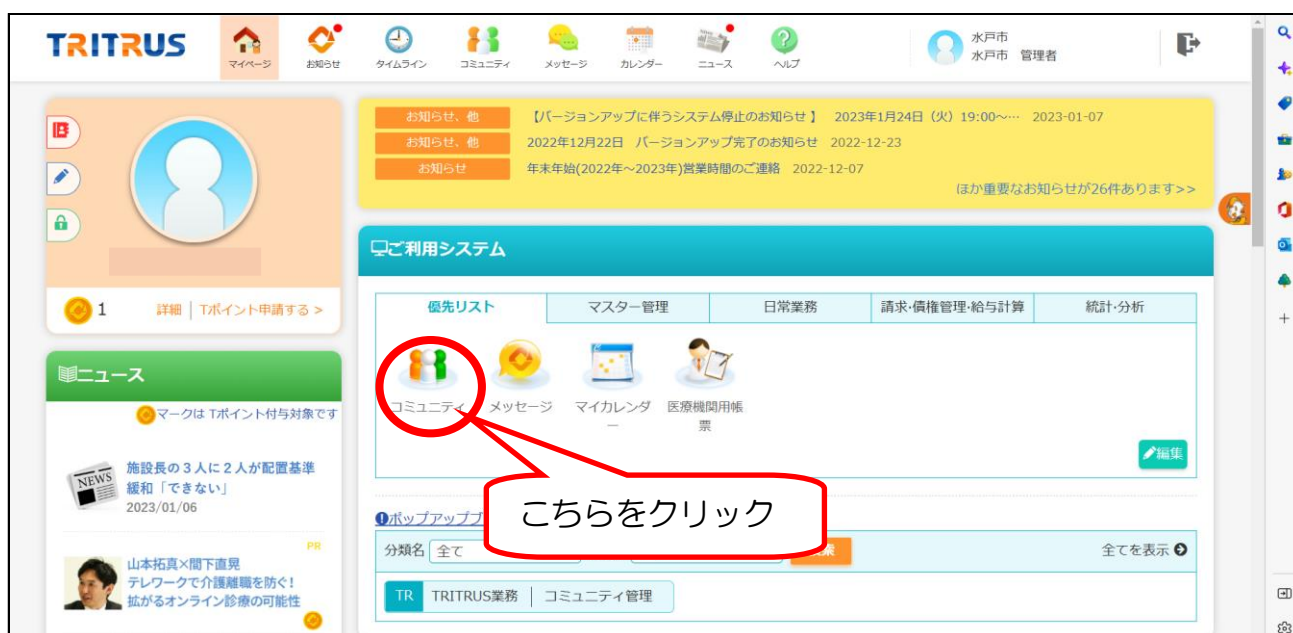 TRITRUS
マイページ
お知らせ
タイムライン
コミュニティ
メッセージ
カレンダー
ニュース
ヘルプ
水戸市
水戸市 管理者
お知らせ、他 【バージョンアップに伴うシステム停止のお知らせ】 2023年1月24日（火）19:00～… 2023-01-07
お知らせ、他 2022年12月22日 バージョンアップ完了のお知らせ 2022-12-23
お知らせ 年末年始(2022年～2023年)営業時間のご連絡 2022-12-07
ほか重要なお知らせが26件あります>>
1 詳細 | Tポイント申請する >
ニュース
マークは Tポイント付与対象です
NEWS
施設長の３人に２人が配置基準
緩和「できない」
2023/01/06
PR
山本拓真×間下直晃
テレワークで介護離職を防ぐ！
拡がるオンライン診療の可能性
ご利用システム
優先リスト
マスター管理
日常業務
請求・債権管理・給与計算
統計・分析
コミュニティ
メッセージ
マイカレンダ
ー
医療機関用帳
票
編集
こちらをクリック
ポップアップブ
分類名 全て
全てを表示
TR TRITRUS業務 | コミュニティ管理